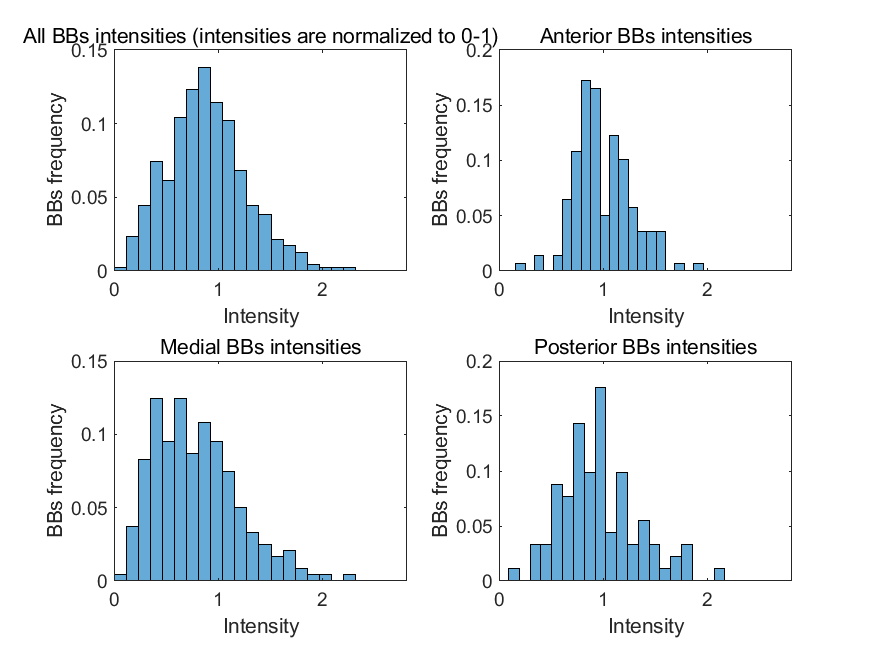 All BBs intensities (intensities are normalized to 0-1)
0.15
0.1
0.05
0
BBs frequency
0 1 2
Intensity
Anterior BBs intensities
0.2
0.15
0.1
0.05
0
BBs frequency
0 1 2
Intensity
Medial BBs intensities
0.15
0.1
0.05
0
BBs frequency
0 1 2
Intensity
Posterior BBs intensities
0.2
0.15
0.1
0.05
0
BBs frequency
0 1 2
Intensity